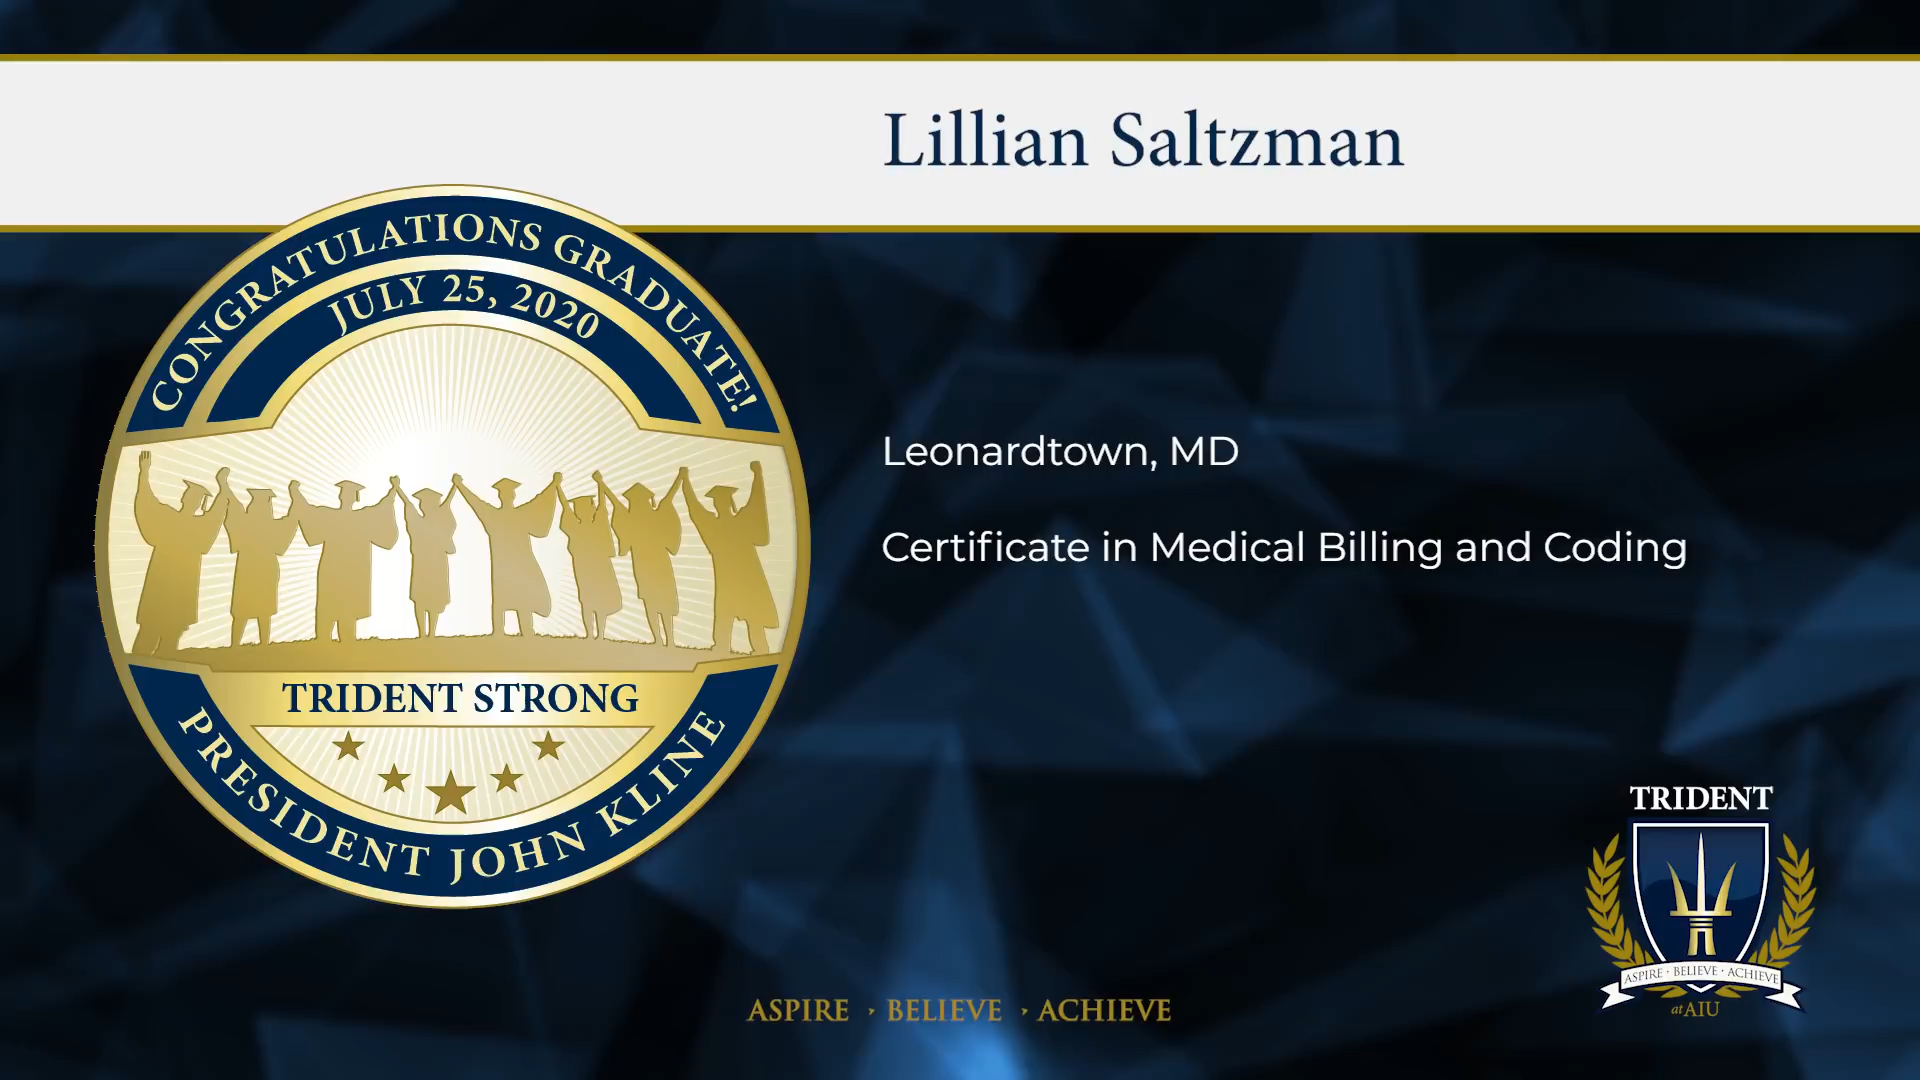 Lillian Saltzman
CONGRATULATIONS GRADUATE!
JULY 25, 2020
Leonardtown, MD
Certificate in Medical Billing and Coding
TRIDENT STRONG
PRESIDENT JOHN KLINE
TRIDENT
ASPIRE · BELIEVE · ACHIEVE
at AIU
ASPIRE · BELIEVE · ACHIEVE